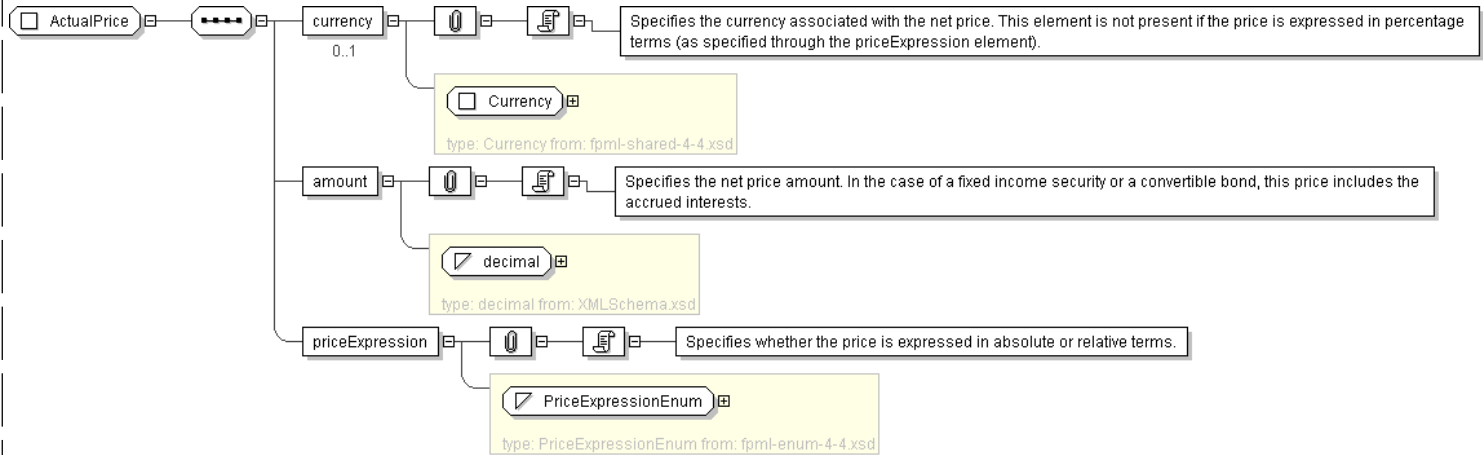 ActualPrice
currency
0..1
Specifies the currency associated with the net price. This element is not present if the price is expressed in percentage
terms (as specified through the priceExpression element).
Currency
type: Currency from: fpml-shared-4-4.xsd
amount
Specifies the net price amount. In the case of a fixed income security or a convertible bond, this price includes the
accrued interests.
decimal
type: decimal from: XMLSchema.xsd
priceExpression
Specifies whether the price is expressed in absolute or relative terms.
PriceExpressionEnum
type: PriceExpressionEnum from: fpml-enum-4-4.xsd